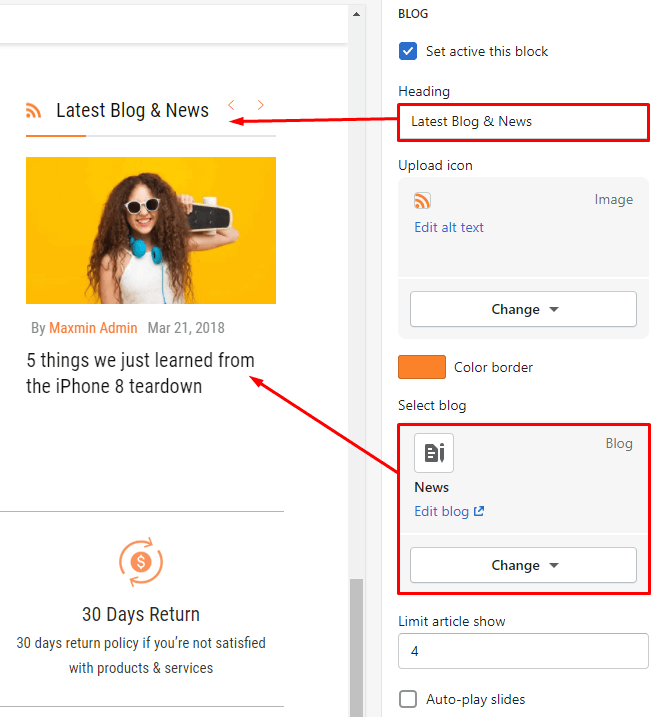 Latest Blog & News
By Maxmin Admin Mar 21, 2018
5 things we just learned from
the iPhone 8 teardown
30 Days Return
30 days return policy if you’re not satisfied
with products & services
BLOG
Set active this block
Heading
Latest Blog & News
Upload icon
Image
Edit alt text
Change
Color border
Select blog
Blog
News
Edit blog
Change
Limit article show
4
Auto-play slides